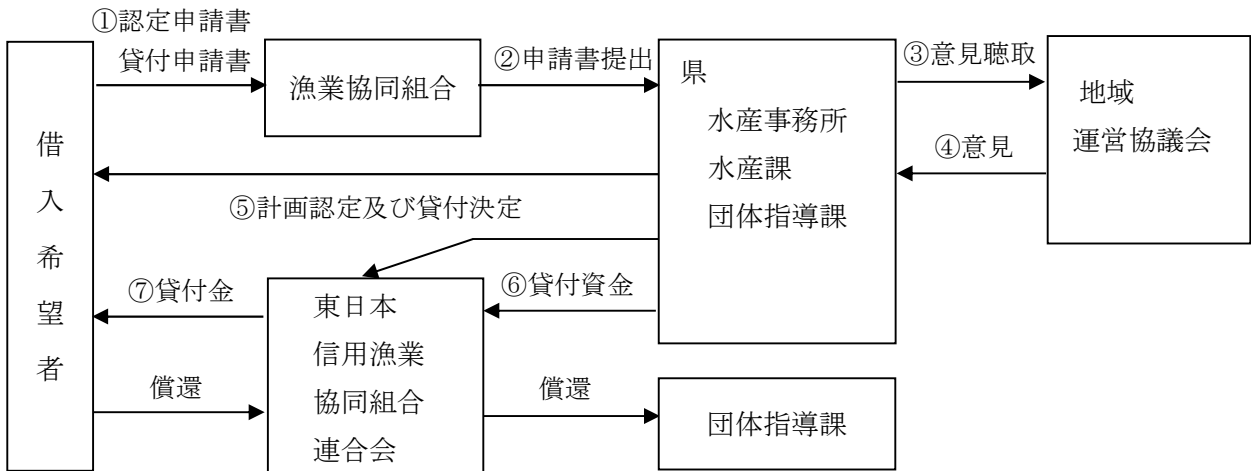 ①認定申請書
貸付申請書
借入希望者
漁業協同組合
②申請書提出
県
水産事務所
水産課
団体指導課
③意見聴取
④意見
地域
運営協議会
⑤計画認定及び貸付決定
⑥貸付資金
⑦貸付金
東日本
信用漁業
協同組合
連合会
償還
償還
団体指導課